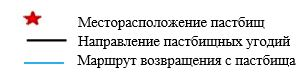 Месторасположение пастбищ
Направление пастбищных угодий
Маршрут возвращения с пастбища